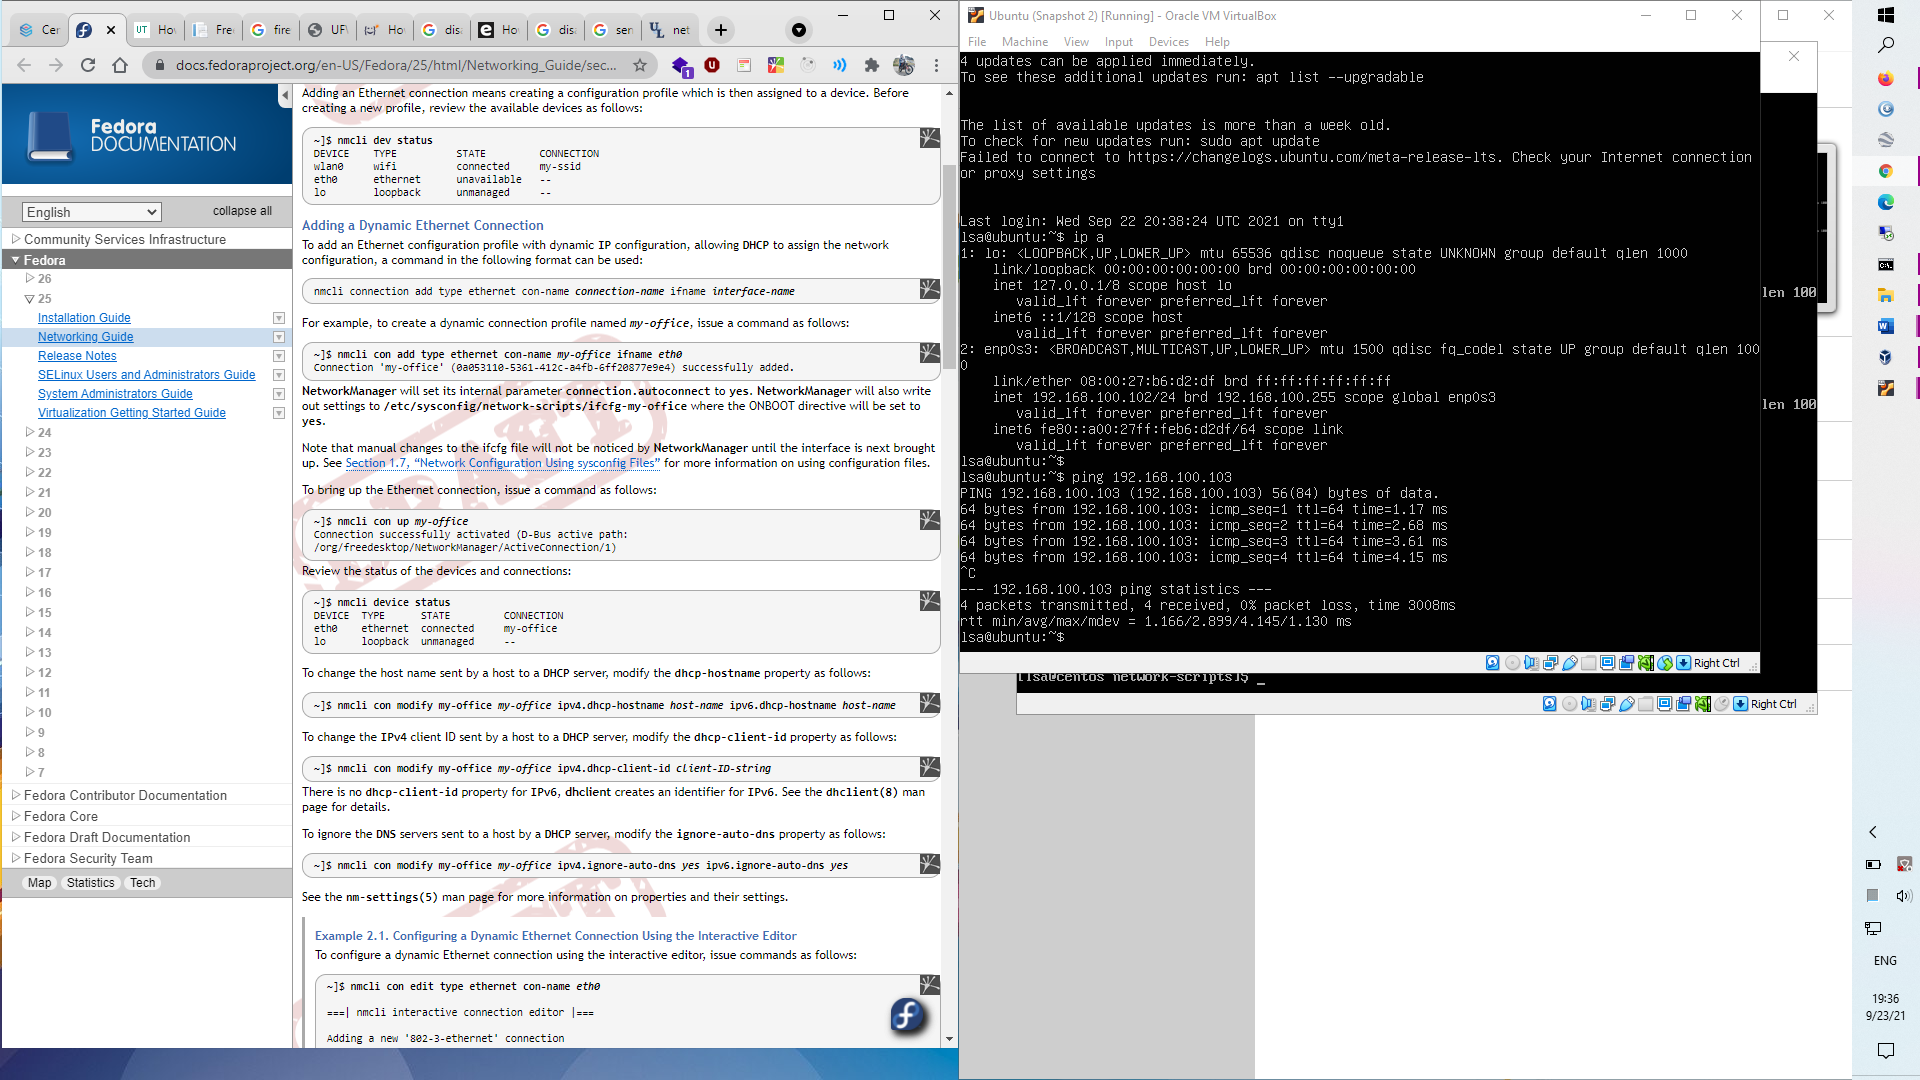 Cer
UT
Hov
Fre
fire
UFV
Ho
dis
Ho
dis
sen
UL
net
docs.fedoraproject.org/en-US/Fedora/25/html/Networking_Guide/sec...
1
Fedora
DOCUMENTATION
English
collapse all
Community Services Infrastructure
Fedora
26
25
Installation Guide
Networking Guide
Release Notes
SELinux Users and Administrators Guide
System Administrators Guide
Virtualization Getting Started Guide
24
23
22
21
20
19
18
17
16
15
14
13
12
11
10
9
8
7
Fedora Contributor Documentation
Fedora Core
Fedora Draft Documentation
Fedora Security Team
Map Statistics Tech
Adding an Ethernet connection means creating a configuration profile which is then assigned to a device. Before
creating a new profile, review the available devices as follows:
~]$ nmcli dev status
DEVICE TYPE STATE CONNECTION
wlan0 wifi connected my-ssid
eth0 ethernet unavailable --
lo loopback unmanaged --
Adding a Dynamic Ethernet Connection
To add an Ethernet configuration profile with dynamic IP configuration, allowing DHCP to assign the network
configuration, a command in the following format can be used:
nmcli connection add type ethernet con-name connection-name ifname interface-name
For example, to create a dynamic connection profile named my-office, issue a command as follows:
~]$ nmcli con add type ethernet con-name my-office ifname eth0
Connection 'my-office' (0a053110-5361-412c-a4fb-6ff20877e9e4) successfully added.
NetworkManager will set its internal parameter connection.autoconnect to yes. NetworkManager will also write
out settings to /etc/sysconfig/network-scripts/ifcfg-my-office where the ONBOOT directive will be set to
yes.
Note that manual changes to the ifcfg file will not be noticed by NetworkManager until the interface is next brought
up. See Section 1.7, “Network Configuration Using sysconfig Files” for more information on using configuration files.
To bring up the Ethernet connection, issue a command as follows:
~]$ nmcli con up my-office
Connection successfully activated (D-Bus active path:
/org/freedesktop/NetworkManager/ActiveConnection/1)
Review the status of the devices and connections:
~]$ nmcli device status
DEVICE TYPE STATE CONNECTION
eth0 ethernet connected my-office
lo loopback unmanaged --
To change the host name sent by a host to a DHCP server, modify the dhcp-hostname property as follows:
~]$ nmcli con modify my-office my-office ipv4.dhcp-hostname host-name ipv6.dhcp-hostname host-name
To change the IPv4 client ID sent by a host to a DHCP server, modify the dhcp-client-id property as follows:
~]$ nmcli con modify my-office my-office ipv4.dhcp-client-id client-ID-string
There is no dhcp-client-id property for IPv6, dhclient creates an identifier for IPv6. See the dhclient(8) man
page for details.
To ignore the DNS servers sent to a host by a DHCP server, modify the ignore-auto-dns property as follows:
~]$ nmcli con modify my-office my-office ipv4.ignore-auto-dns yes ipv6.ignore-auto-dns yes
See the nm-settings(5) man page for more information on properties and their settings.
Example 2.1. Configuring a Dynamic Ethernet Connection Using the Interactive Editor
To configure a dynamic Ethernet connection using the interactive editor, issue commands as follows:
~]$ nmcli con edit type ethernet con-name eth0
===| nmcli interactive connection editor |===
Adding a new '802-3-ethernet' connection
DRAFT
Ubuntu (Snapshot 2) [Running] - Oracle VM VirtualBox
File Machine View Input Devices Help
4 updates can be applied immediately.
To see these additional updates run: apt list --upgradable
The list of available updates is more than a week old.
To check for new updates run: sudo apt update
Failed to connect to https://changelogs.ubuntu.com/meta-release-lts. Check your Internet connection
or proxy settings
Last login: Wed Sep 22 20:38:24 UTC 2021 on tty1
lsa@ubuntu:~$ ip a
1: lo: <LOOPBACK,UP,LOWER_UP> mtu 65536 qdisc noqueue state UNKNOWN group default qlen 1000
link/loopback 00:00:00:00:00:00 brd 00:00:00:00:00:00
inet 127.0.0.1/8 scope host lo
valid_lft forever preferred_lft forever
inet6 ::1/128 scope host
valid_lft forever preferred_lft forever
2: enp0s3: <BROADCAST,MULTICAST,UP,LOWER_UP> mtu 1500 qdisc fq_codel state UP group default qlen 100
0
link/ether 08:00:27:b6:d2:df brd ff:ff:ff:ff:ff:ff
inet 192.168.100.102/24 brd 192.168.100.255 scope global enp0s3
valid_lft forever preferred_lft forever
inet6 fe80::a00:27ff:feb6:d2df/64 scope link
valid_lft forever preferred_lft forever
lsa@ubuntu:~$
lsa@ubuntu:~$ ping 192.168.100.103
PING 192.168.100.103 (192.168.100.103) 56(84) bytes of data.
64 bytes from 192.168.100.103: icmp_seq=1 ttl=64 time=1.17 ms
64 bytes from 192.168.100.103: icmp_seq=2 ttl=64 time=2.68 ms
64 bytes from 192.168.100.103: icmp_seq=3 ttl=64 time=3.61 ms
64 bytes from 192.168.100.103: icmp_seq=4 ttl=64 time=4.15 ms
^C
--- 192.168.100.103 ping statistics ---
4 packets transmitted, 4 received, 0% packet loss, time 3008ms
rtt min/avg/max/mdev = 1.166/2.899/4.145/1.130 ms
lsa@ubuntu:~$
Right Ctrl
len 100
len 100
[lsa@centos network-scripts]$ _
Right Ctrl
ENG
19:36
9/23/21